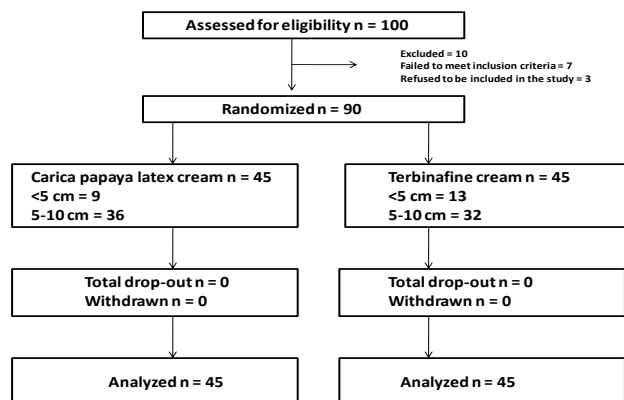 Assessed for eligibility n = 100
Excluded = 10
Failed to meet inclusion criteria = 7
Refused to be included in the study = 3
Randomized n = 90
Carica papaya latex cream n = 45
<5 cm = 9
5-10 cm = 36
Terbinafine cream n = 45
<5 cm = 13
5-10 cm = 32
Total drop-out n = 0
Withdrawn n = 0
Total drop-out n = 0
Withdrawn n = 0
Analyzed n = 45
Analyzed n = 45